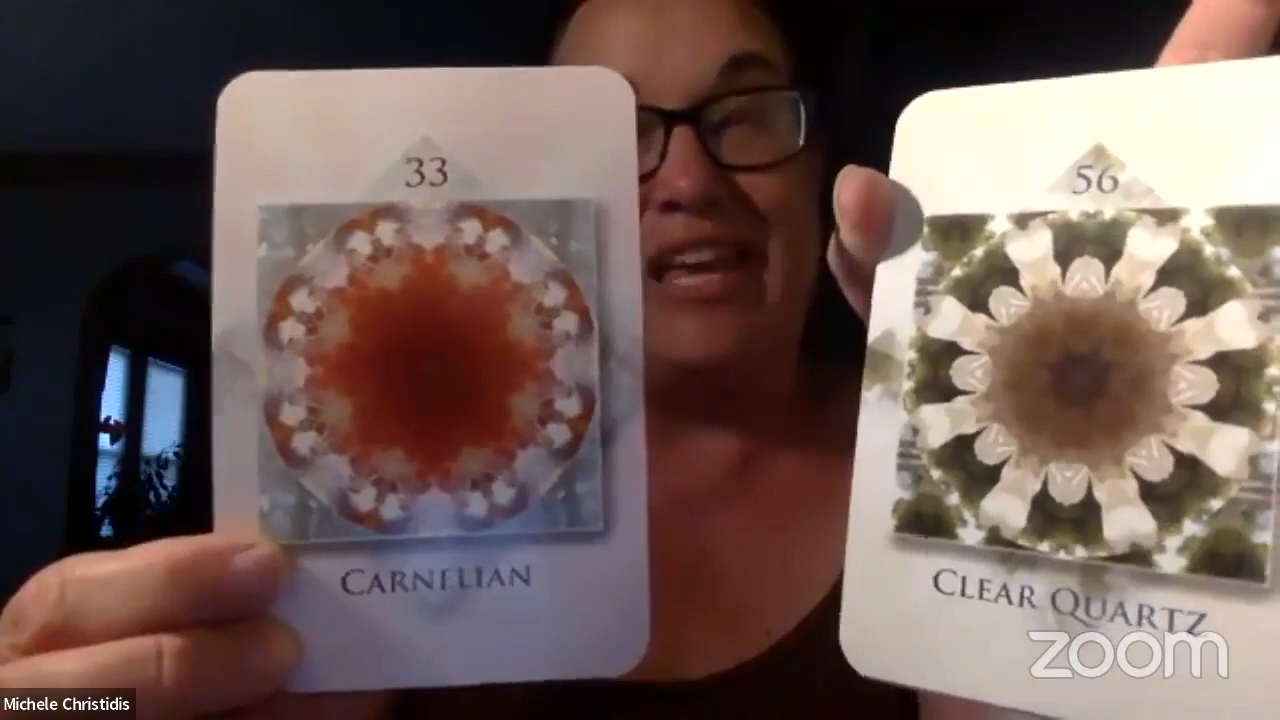 33
CARNELIAN
56
CLEAR QUARTZ
zoom
Michele Christidis